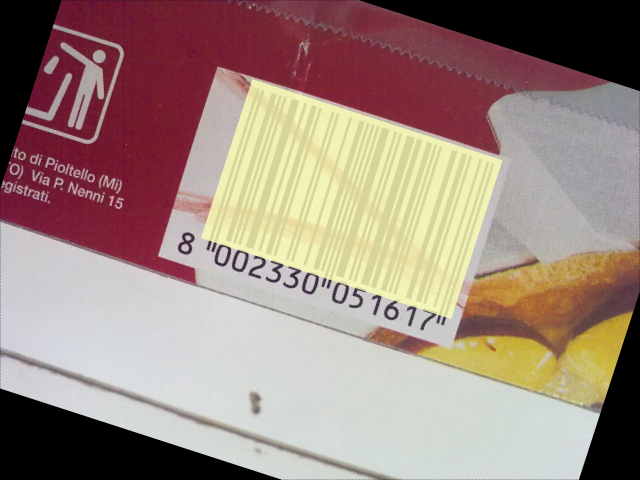 to di Pioltello (Mi)
O) Via P. Nenni 15
egistrati.
8 "002330"051617"